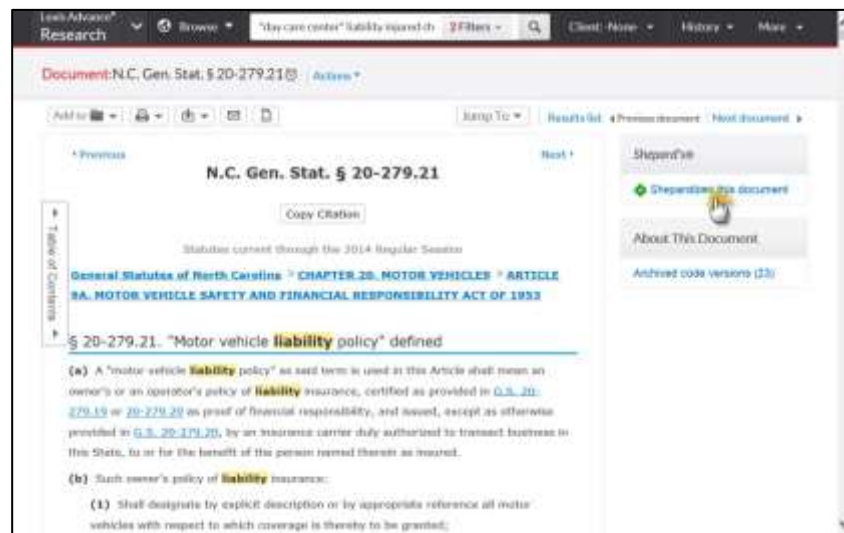 Lexis Advance®
Research
Browse
"day care center" liability injured ch
2 Filters
Client: -None-
History
More
Document: N.C. Gen. Stat. § 20-279.21
Actions
Add to
Jump To
Results list
Previous document
Next document
Previous
Next
N.C. Gen. Stat. § 20-279.21
Copy Citation
Statutes current through the 2014 Regular Session
General Statutes of North Carolina > CHAPTER 20. MOTOR VEHICLES > ARTICLE
9A. MOTOR VEHICLE SAFETY AND FINANCIAL RESPONSIBILITY ACT OF 1953
Table of Contents
§ 20-279.21. "Motor vehicle liability policy" defined
(a) A "motor vehicle liability policy" as said term is used in this Article shall mean an
owner's or an operator's policy of liability insurance, certified as provided in G.S. 20-
279.19 or 20-279.20 as proof of financial responsibility, and issued, except as otherwise
provided in G.S. 20-279.20, by an insurance carrier duly authorized to transact business in
this State, to or for the benefit of the person named therein as insured.
(b) Such owner's policy of liability insurance:
(1) Shall designate by explicit description or by appropriate reference all motor
vehicles with respect to which coverage is thereby to be granted;
Shepard's®
Shepardize® this document
About This Document
Archived code versions (23)